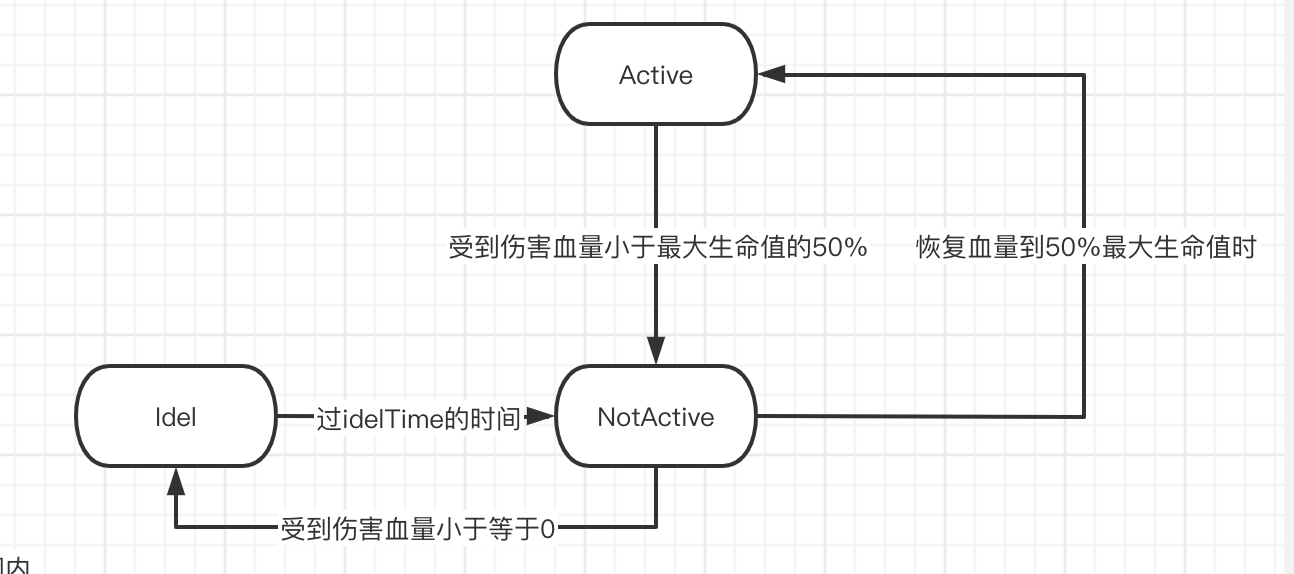 Active
受到伤害血量小于最大生命值的50%
恢复血量到50%最大生命值时
Idel
过idelTime的时间
NotActive
受到伤害血量小于等于0
内